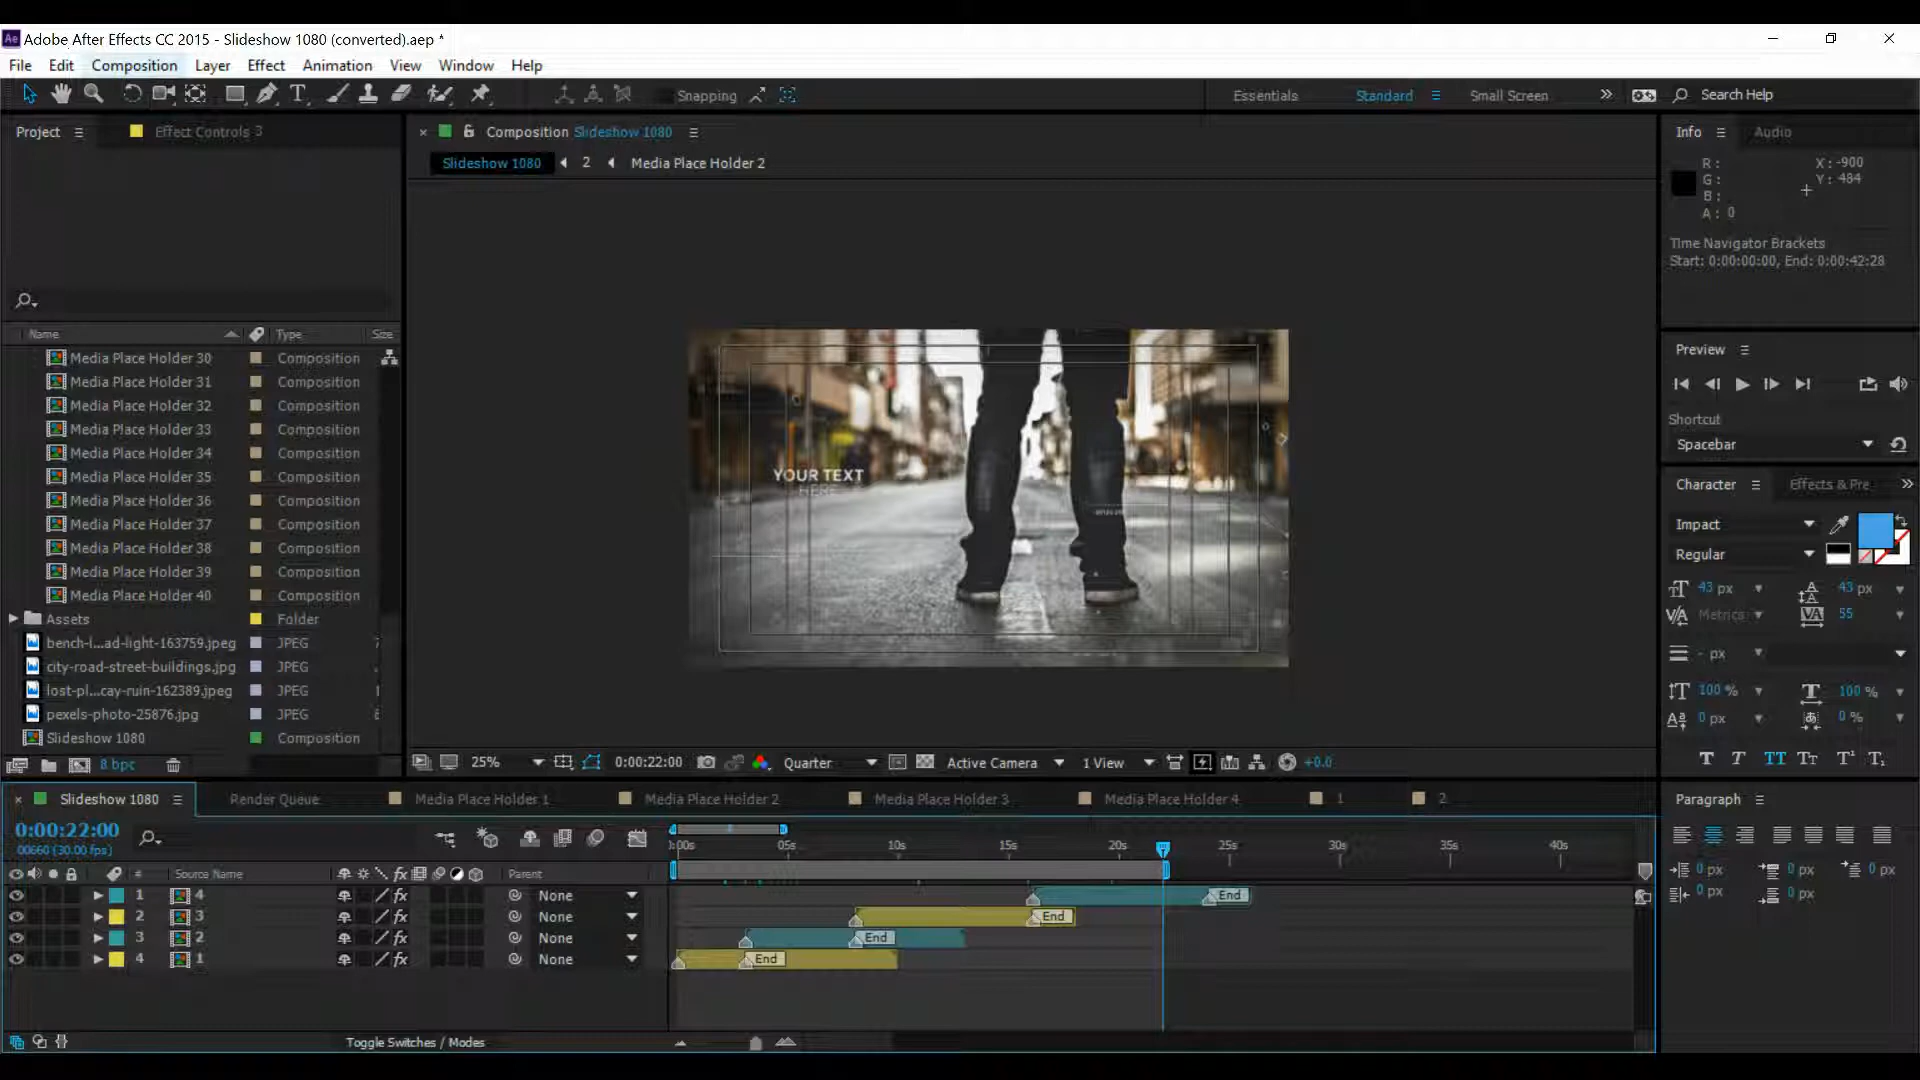 Adobe After Effects CC 2015 - Slideshow 1080 (converted).aep *
File Edit Composition Layer Effect Animation View Window Help
Snapping Essentials Standard Small Screen Search Help
Project Effect Controls 3
Composition Slideshow 1080
Slideshow 1080 2 Media Place Holder 2
Info Audio
R :
G :
B :
A : 0
X : -900
Y : 484
Time Navigator Brackets
Start: 0:00:00:00, End: 0:00:42:28
Name Type Size
Media Place Holder 30 Composition
Media Place Holder 31 Composition
Media Place Holder 32 Composition
Media Place Holder 33 Composition
Media Place Holder 34 Composition
Media Place Holder 35 Composition
Media Place Holder 36 Composition
Media Place Holder 37 Composition
Media Place Holder 38 Composition
Media Place Holder 39 Composition
Media Place Holder 40 Composition
Assets Folder
bench-l...ad-light-163759.jpeg JPEG
city-road-street-buildings.jpg JPEG
lost-pl...cay-ruin-162389.jpeg JPEG
pexels-photo-25876.jpg JPEG
Slideshow 1080 Composition
8 bpc
YOUR TEXT
HERE
25% 0:00:22:00 Quarter Active Camera 1 View +0.0
Preview
Shortcut
Spacebar
Character Effects & Pre
Impact
Regular
43 px 43 px
Metrics 55
- px
100 % 100 %
0 px 0 %
Paragraph
0 px 0 px 0 px
0 px 0 px
Slideshow 1080 Render Queue Media Place Holder 1 Media Place Holder 2 Media Place Holder 3 Media Place Holder 4 1 2
0:00:22:00
00660 (30.00 fps)
):00s 05s 10s 15s 20s 25s 30s 35s 40s
# Source Name Parent
1 4 None End
2 3 None End
3 2 None End
4 1 None End
Toggle Switches / Modes